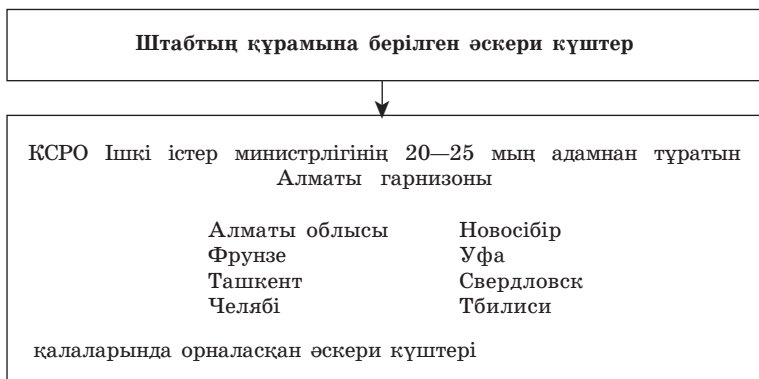 Штабтың құрамына берілген әскери күштер
КСРО Ішкі істер министрлігінің 20—25 мың адамнан тұратын
Алматы гарнизоны
Алматы облысы Новосібір
Фрунзе Уфа
Ташкент Свердловск
Челябі Тбилиси
қалаларында орналасқан әскери күштері